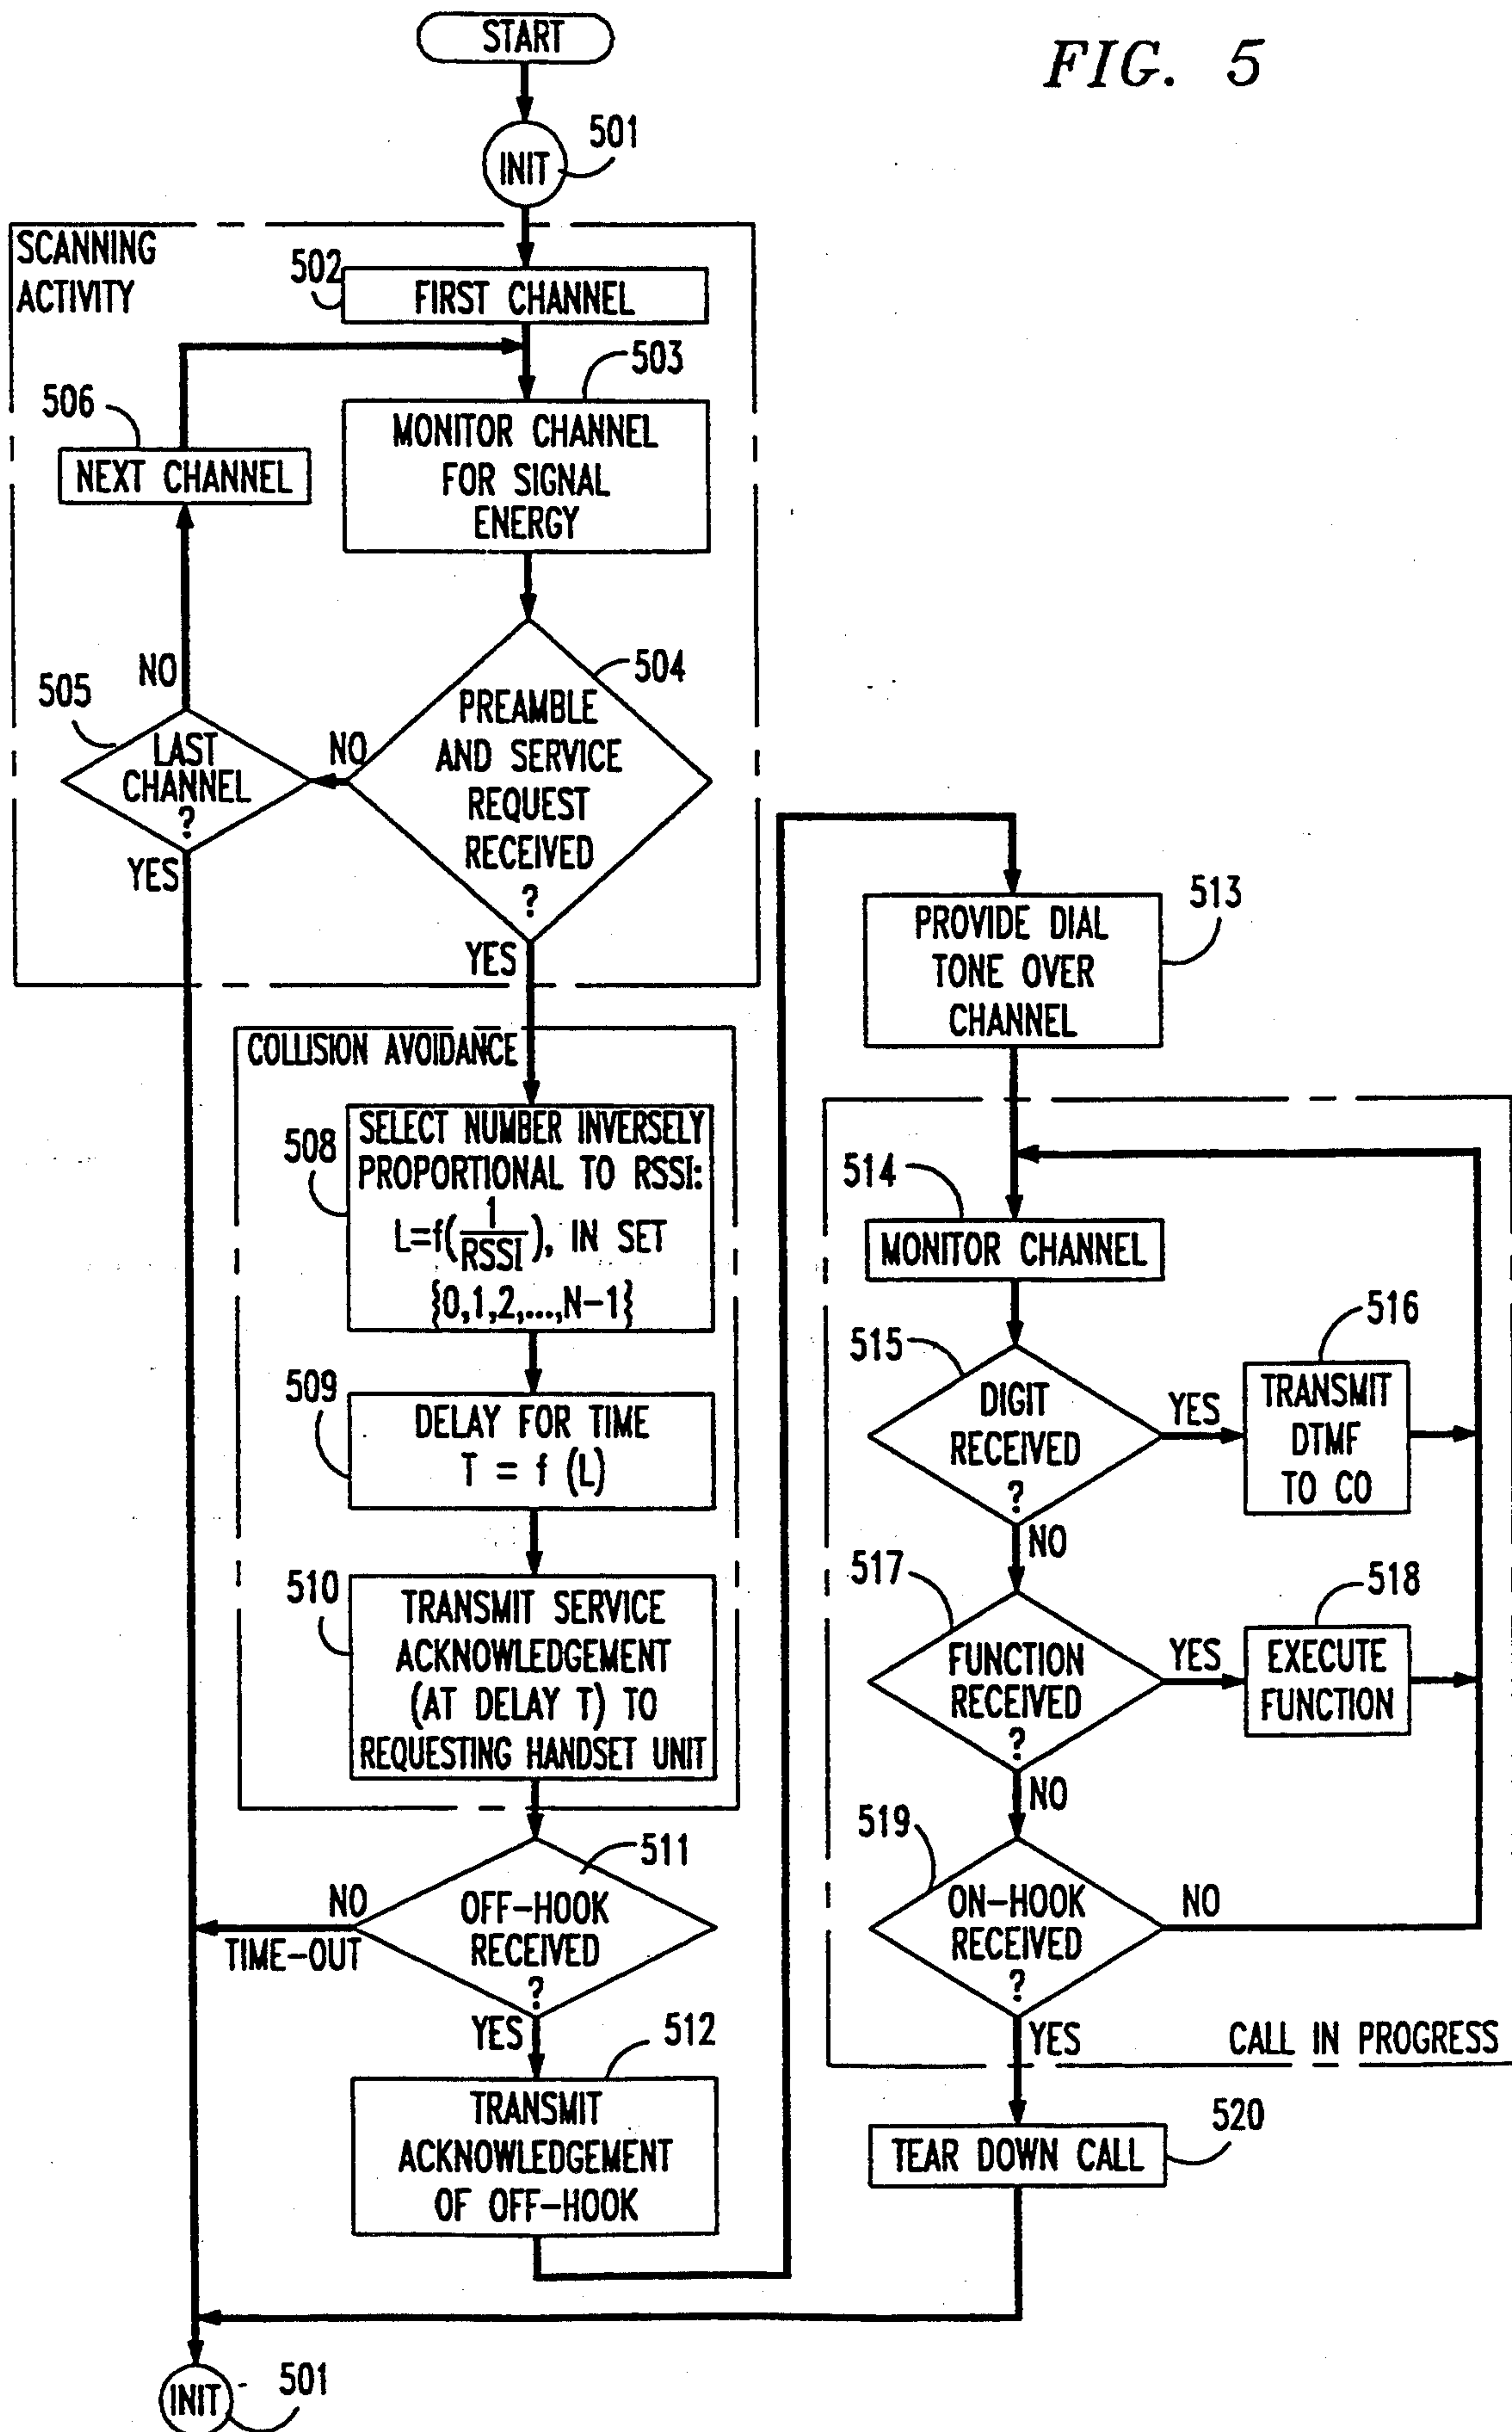 START
FIG. 5
501
INIT
SCANNING
ACTIVITY
502
FIRST CHANNEL
503
506
MONITOR CHANNEL
FOR SIGNAL
ENERGY
NEXT CHANNEL
504
PREAMBLE
AND SERVICE
REQUEST
RECEIVED
?
NO
NO
505
LAST
CHANNEL
?
YES
YES
COLLISION AVOIDANCE
508
SELECT NUMBER INVERSELY
PROPORTIONAL TO RSSI:
L=f(1/RSSI), IN SET
{0,1,2,...,N-1}
509
DELAY FOR TIME
T = f (L)
510
TRANSMIT SERVICE
ACKNOWLEDGEMENT
(AT DELAY T) TO
REQUESTING HANDSET UNIT
511
OFF-HOOK
RECEIVED
?
NO
TIME-OUT
YES
512
TRANSMIT
ACKNOWLEDGEMENT
OF OFF-HOOK
513
PROVIDE DIAL
TONE OVER
CHANNEL
514
MONITOR CHANNEL
515
DIGIT
RECEIVED
?
YES
516
TRANSMIT
DTMF
TO CO
NO
517
FUNCTION
RECEIVED
?
YES
518
EXECUTE
FUNCTION
NO
519
ON-HOOK
RECEIVED
?
NO
YES
CALL IN PROGRESS
520
TEAR DOWN CALL
INIT
501